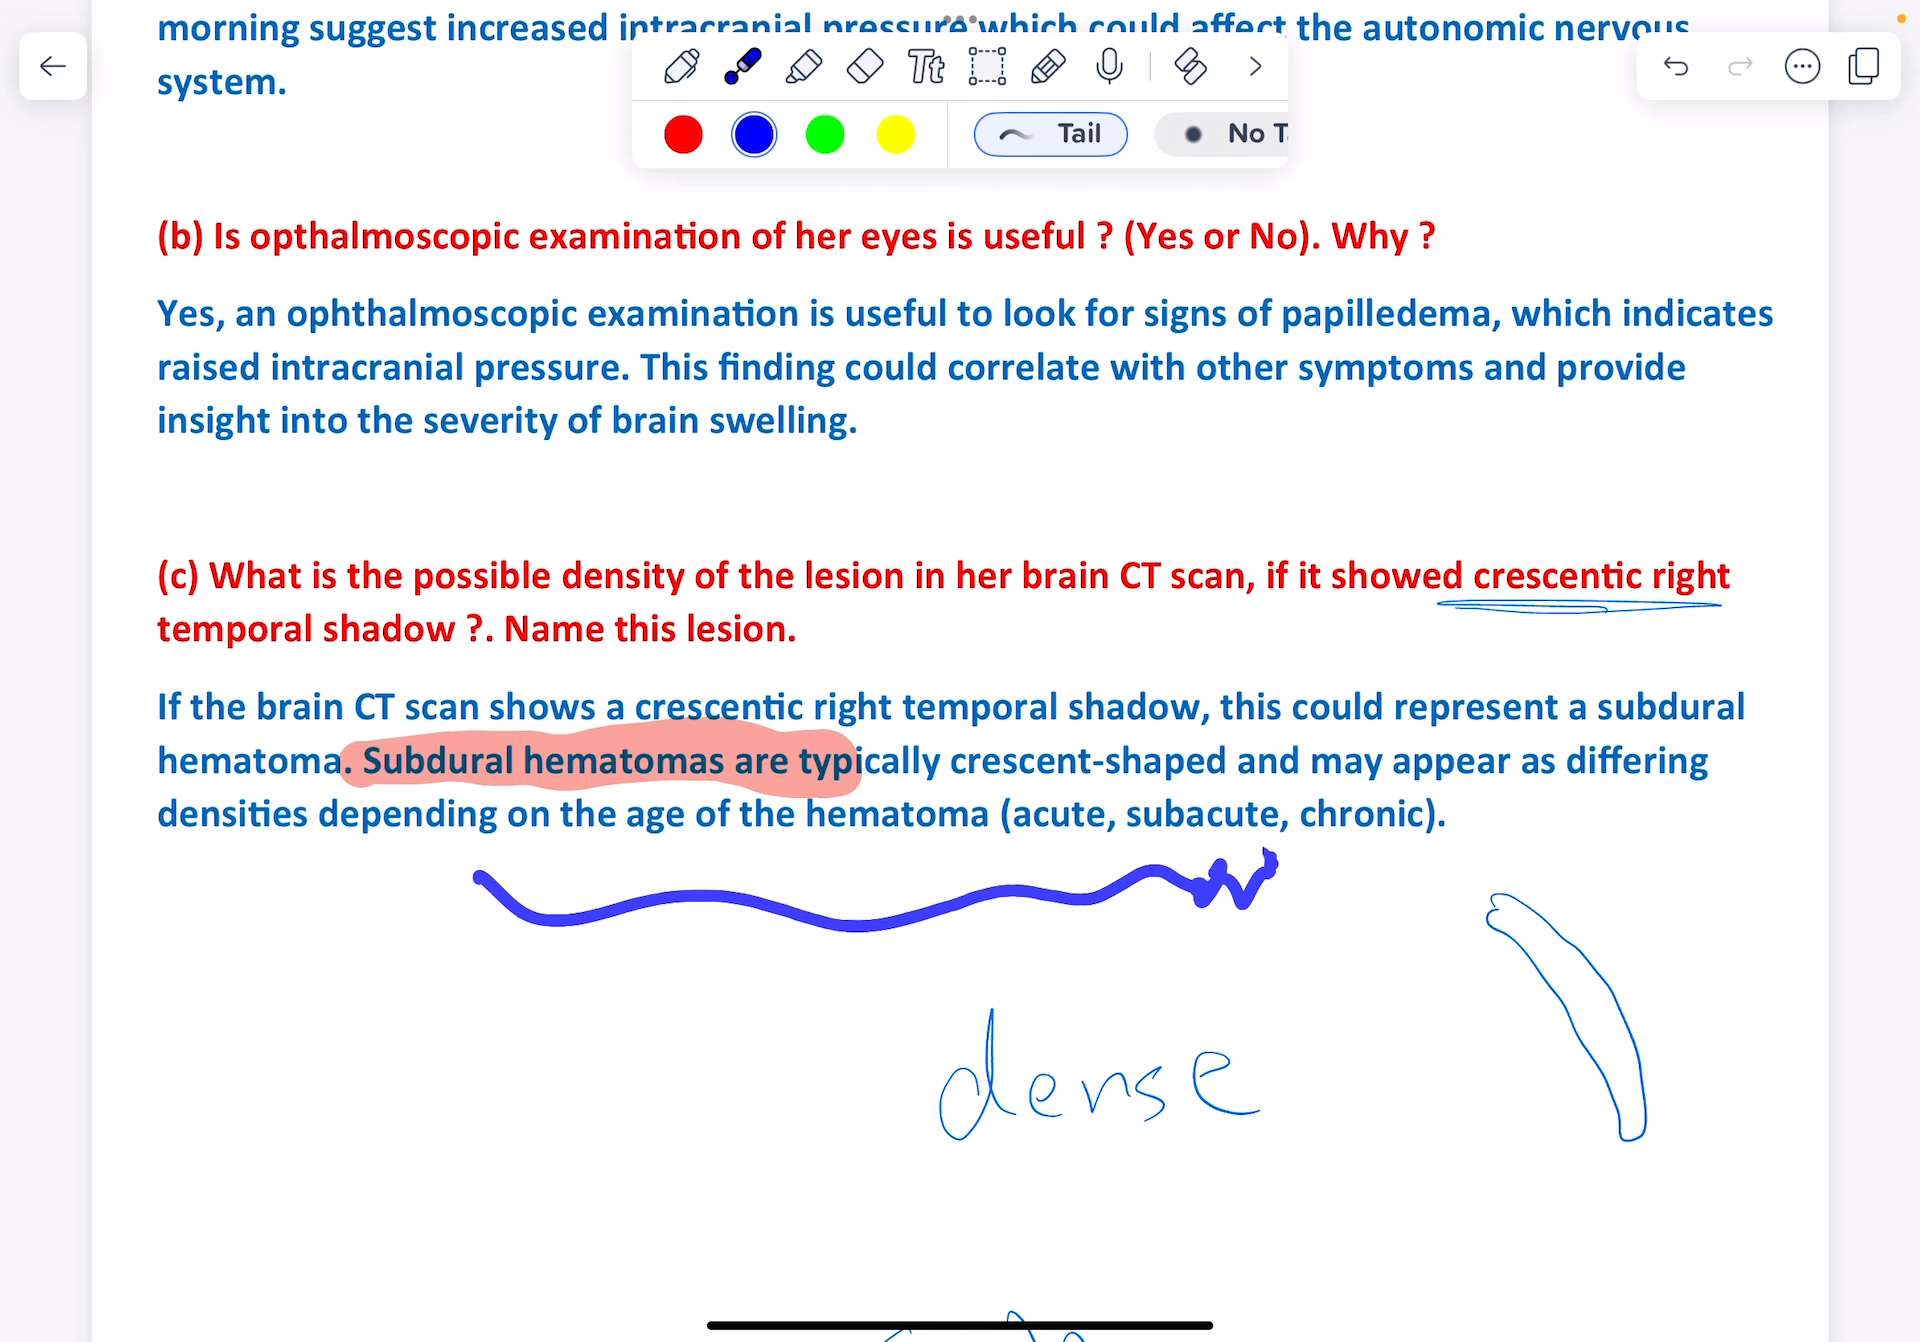 morning suggest increased intracranial pressure which could affect the autonomic nervous
system.
Tt
Tail
No T
(b) Is opthalmoscopic examination of her eyes is useful ? (Yes or No). Why ?
Yes, an ophthalmoscopic examination is useful to look for signs of papilledema, which indicates
raised intracranial pressure. This finding could correlate with other symptoms and provide
insight into the severity of brain swelling.
(c) What is the possible density of the lesion in her brain CT scan, if it showed crescentic right
temporal shadow ?. Name this lesion.
If the brain CT scan shows a crescentic right temporal shadow, this could represent a subdural
hematoma. Subdural hematomas are typically crescent-shaped and may appear as differing
densities depending on the age of the hematoma (acute, subacute, chronic).
dense